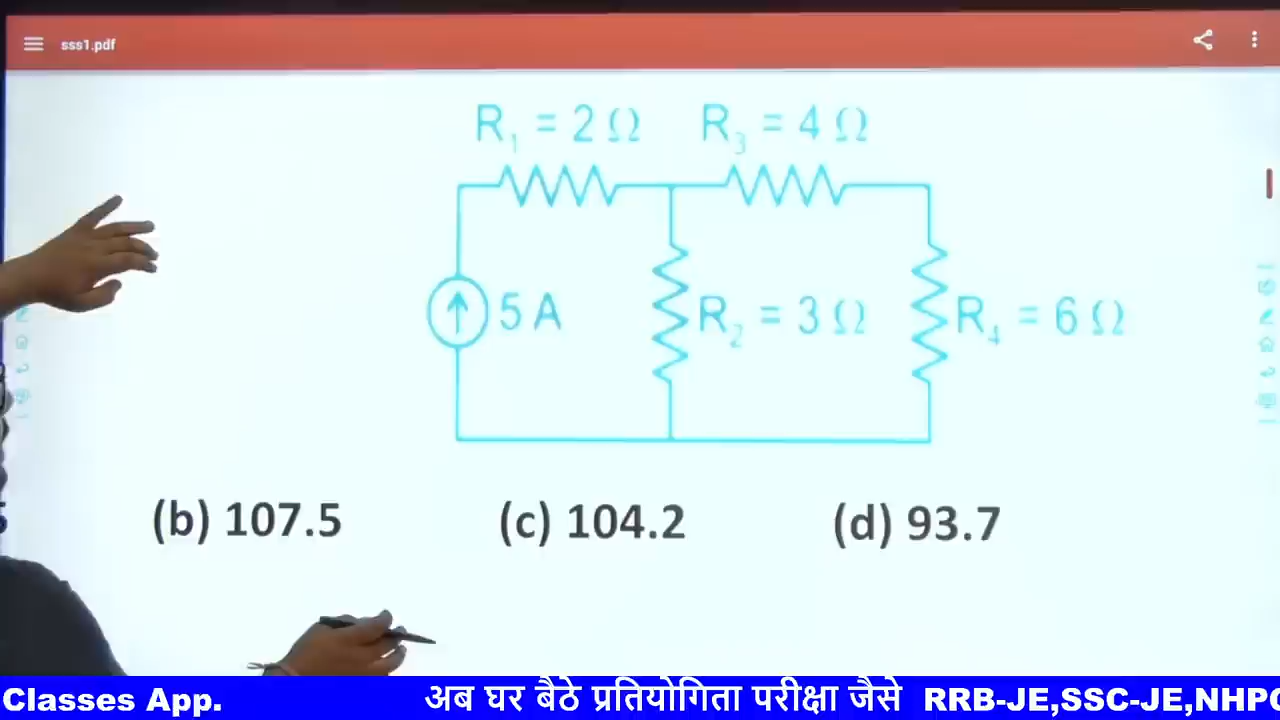 sss1.pdf
R₁ = 2 Ω R₃ = 4 Ω
5 A R₂ = 3 Ω R₄ = 6 Ω
(b) 107.5 (c) 104.2 (d) 93.7
Classes App. अब घर बैठे प्रतियोगिता परीक्षा जैसे RRB-JE,SSC-JE,NHPC